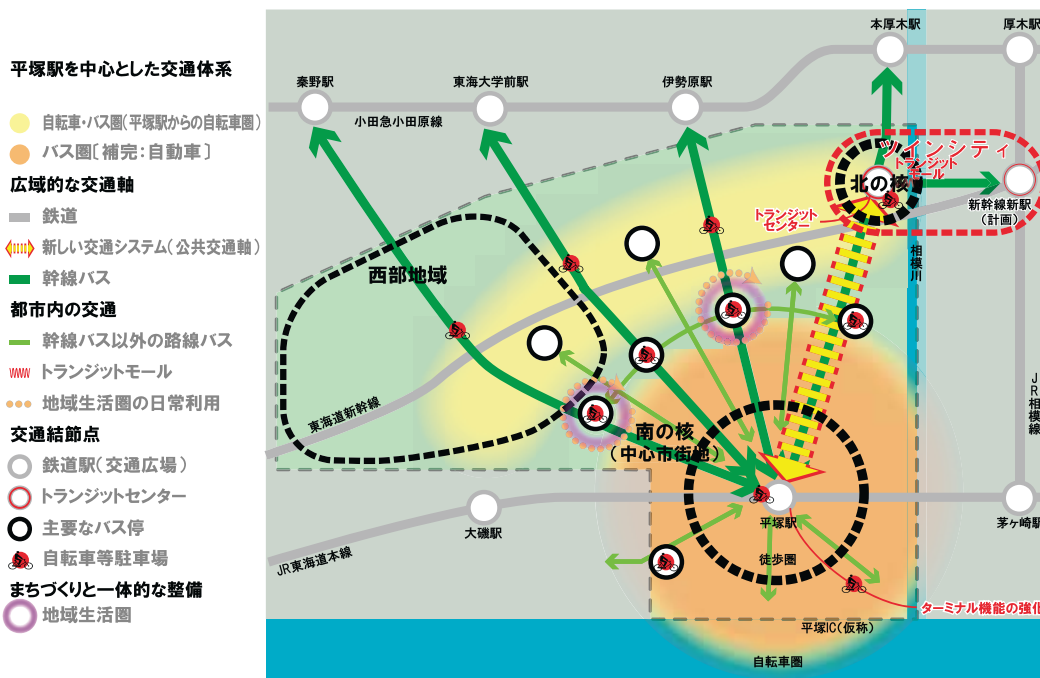 平塚駅を中心とした交通体系
自転車・バス圏(平塚駅からの自転車圏)
バス圏〔補完:自動車〕
広域的な交通軸
鉄道
新しい交通システム(公共交通軸)
幹線バス
都市内の交通
幹線バス以外の路線バス
トランジットモール
地域生活圏の日常利用
交通結節点
鉄道駅(交通広場)
トランジットセンター
主要なバス停
自転車等駐車場
まちづくりと一体的な整備
地域生活圏
本厚木駅
厚木駅
秦野駅
東海大学前駅
伊勢原駅
小田急小田原線
ツインシティ
トランジット
モール
北の核
トランジット
センター
新幹線新駅
(計画)
相模川
西部地域
東海道新幹線
JR相模線
南の核
(中心市街地)
大磯駅
平塚駅
茅ヶ崎駅
JR東海道本線
徒歩圏
ターミナル機能の強化
平塚IC(仮称)
自転車圏